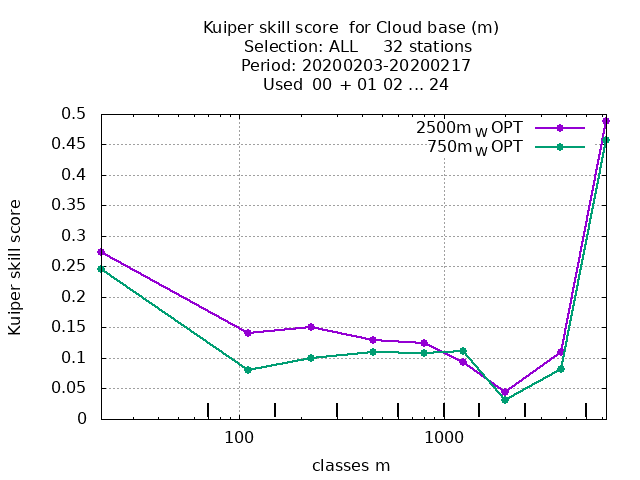 Kuiper skill score  for Cloud base (m)
Selection: ALL     32 stations
Period: 20200203-20200217
Used  00 + 01 02 ... 24
2500m W OPT
750m W OPT
0.5
0.45
0.4
0.35
0.3
0.25
0.2
0.15
0.1
0.05
0
Kuiper skill score
100
1000
classes m